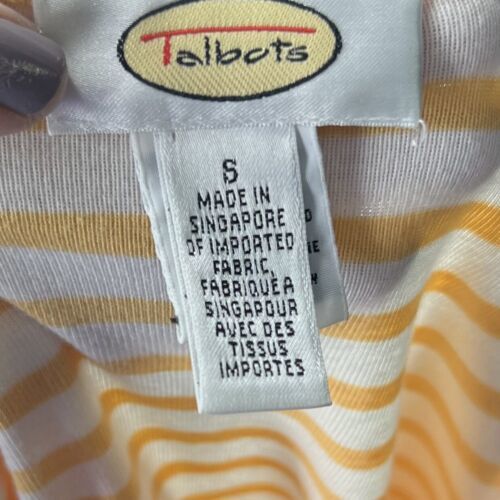 Talbots
S
MADE IN
SINGAPORE
OF IMPORTED
FABRIC,
FABRIQUÉ A
SINGAPOUR
AVEC DES
TISSUS
IMPORTES